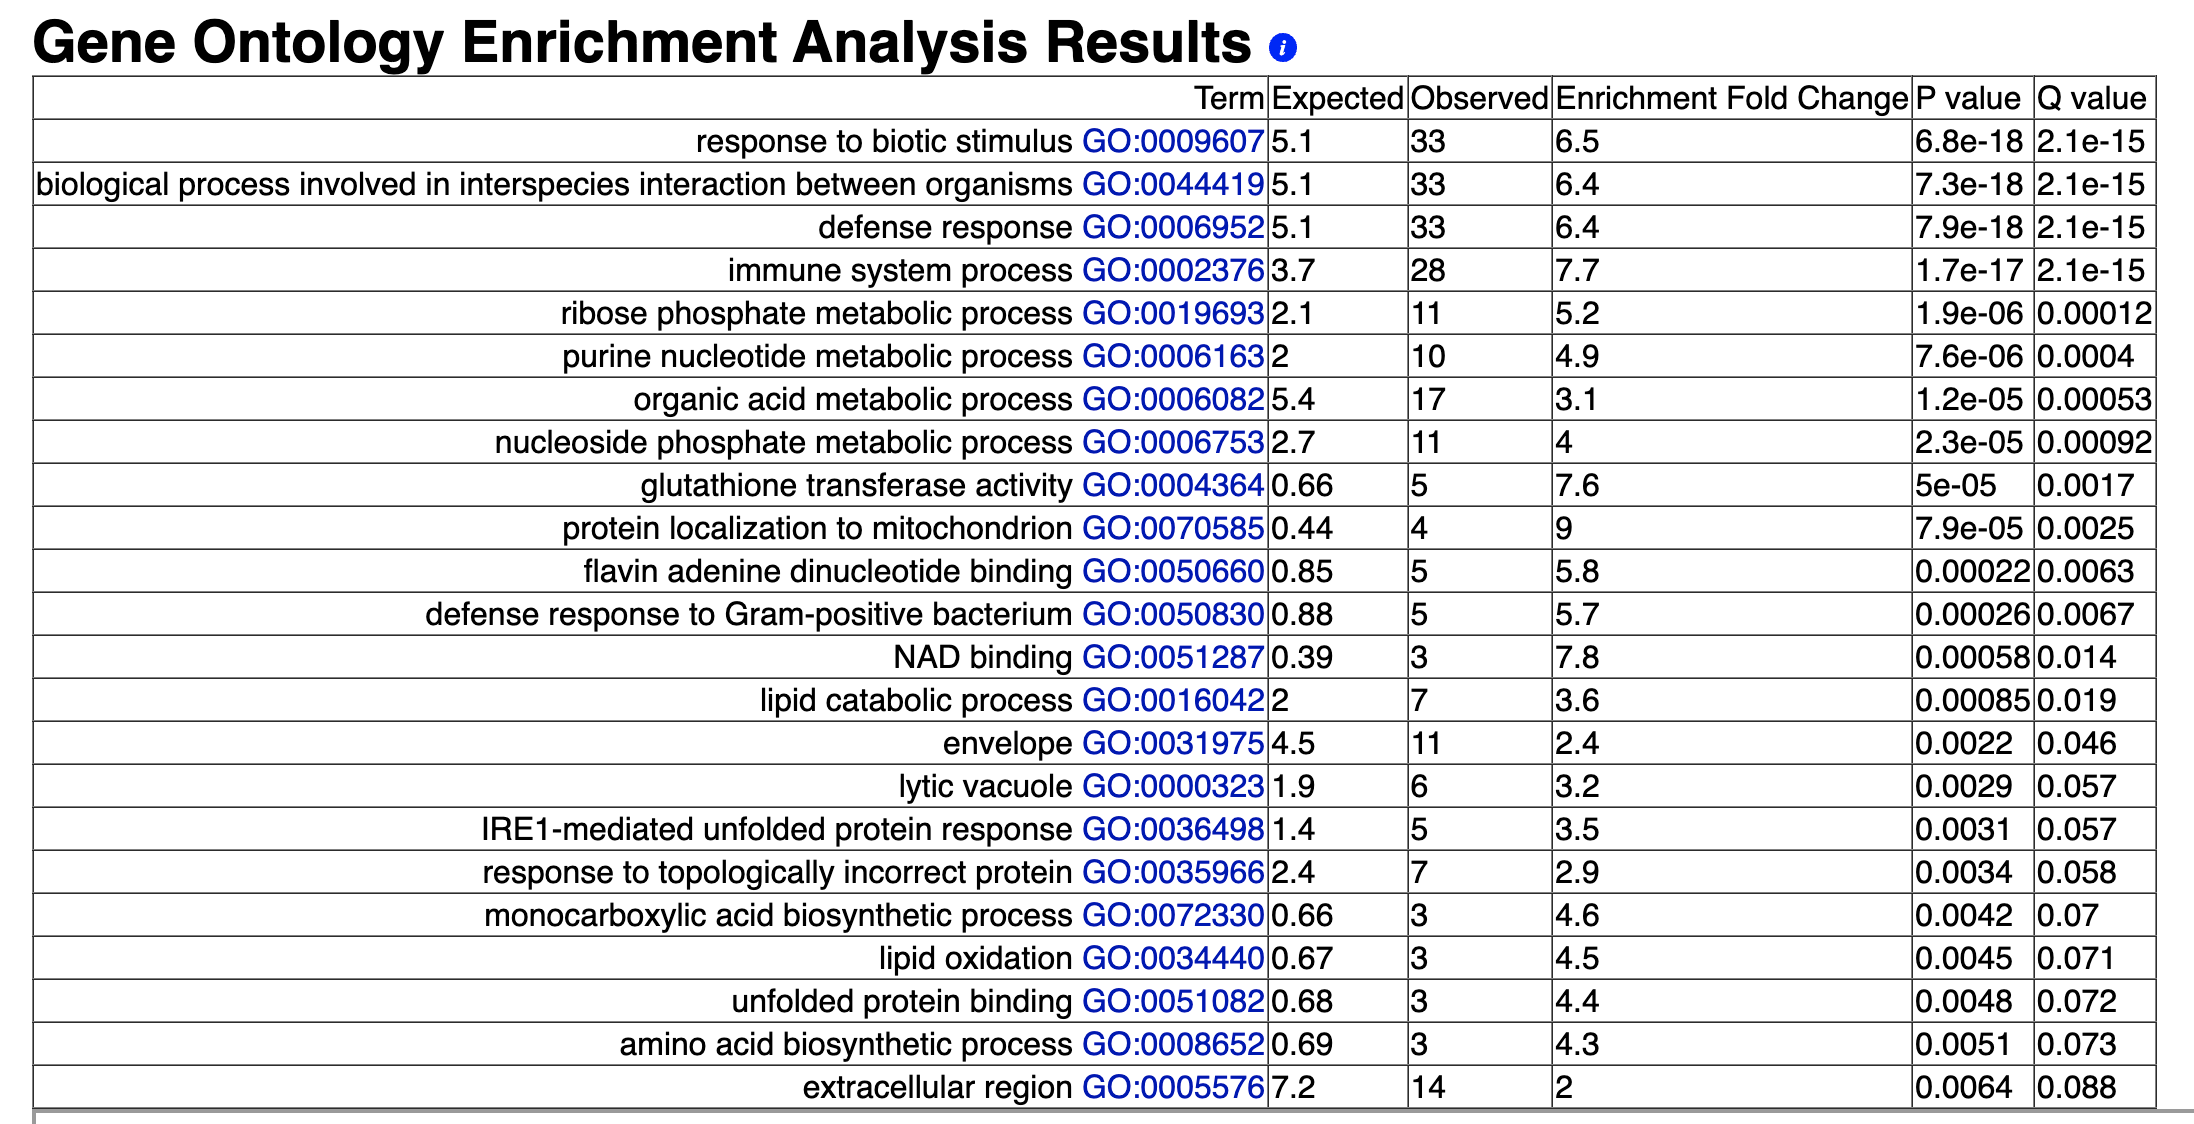 Gene Ontology Enrichment Analysis Results i
Term Expected Observed Enrichment Fold Change P value Q value
response to biotic stimulus GO:0009607 5.1 33 6.5 6.8e-18 2.1e-15
biological process involved in interspecies interaction between organisms GO:0044419 5.1 33 6.4 7.3e-18 2.1e-15
defense response GO:0006952 5.1 33 6.4 7.9e-18 2.1e-15
immune system process GO:0002376 3.7 28 7.7 1.7e-17 2.1e-15
ribose phosphate metabolic process GO:0019693 2.1 11 5.2 1.9e-06 0.00012
purine nucleotide metabolic process GO:0006163 2 10 4.9 7.6e-06 0.0004
organic acid metabolic process GO:0006082 5.4 17 3.1 1.2e-05 0.00053
nucleoside phosphate metabolic process GO:0006753 2.7 11 4 2.3e-05 0.00092
glutathione transferase activity GO:0004364 0.66 5 7.6 5e-05 0.0017
protein localization to mitochondrion GO:0070585 0.44 4 9 7.9e-05 0.0025
flavin adenine dinucleotide binding GO:0050660 0.85 5 5.8 0.00022 0.0063
defense response to Gram-positive bacterium GO:0050830 0.88 5 5.7 0.00026 0.0067
NAD binding GO:0051287 0.39 3 7.8 0.00058 0.014
lipid catabolic process GO:0016042 2 7 3.6 0.00085 0.019
envelope GO:0031975 4.5 11 2.4 0.0022 0.046
lytic vacuole GO:0000323 1.9 6 3.2 0.0029 0.057
IRE1-mediated unfolded protein response GO:0036498 1.4 5 3.5 0.0031 0.057
response to topologically incorrect protein GO:0035966 2.4 7 2.9 0.0034 0.058
monocarboxylic acid biosynthetic process GO:0072330 0.66 3 4.6 0.0042 0.07
lipid oxidation GO:0034440 0.67 3 4.5 0.0045 0.071
unfolded protein binding GO:0051082 0.68 3 4.4 0.0048 0.072
amino acid biosynthetic process GO:0008652 0.69 3 4.3 0.0051 0.073
extracellular region GO:0005576 7.2 14 2 0.0064 0.088